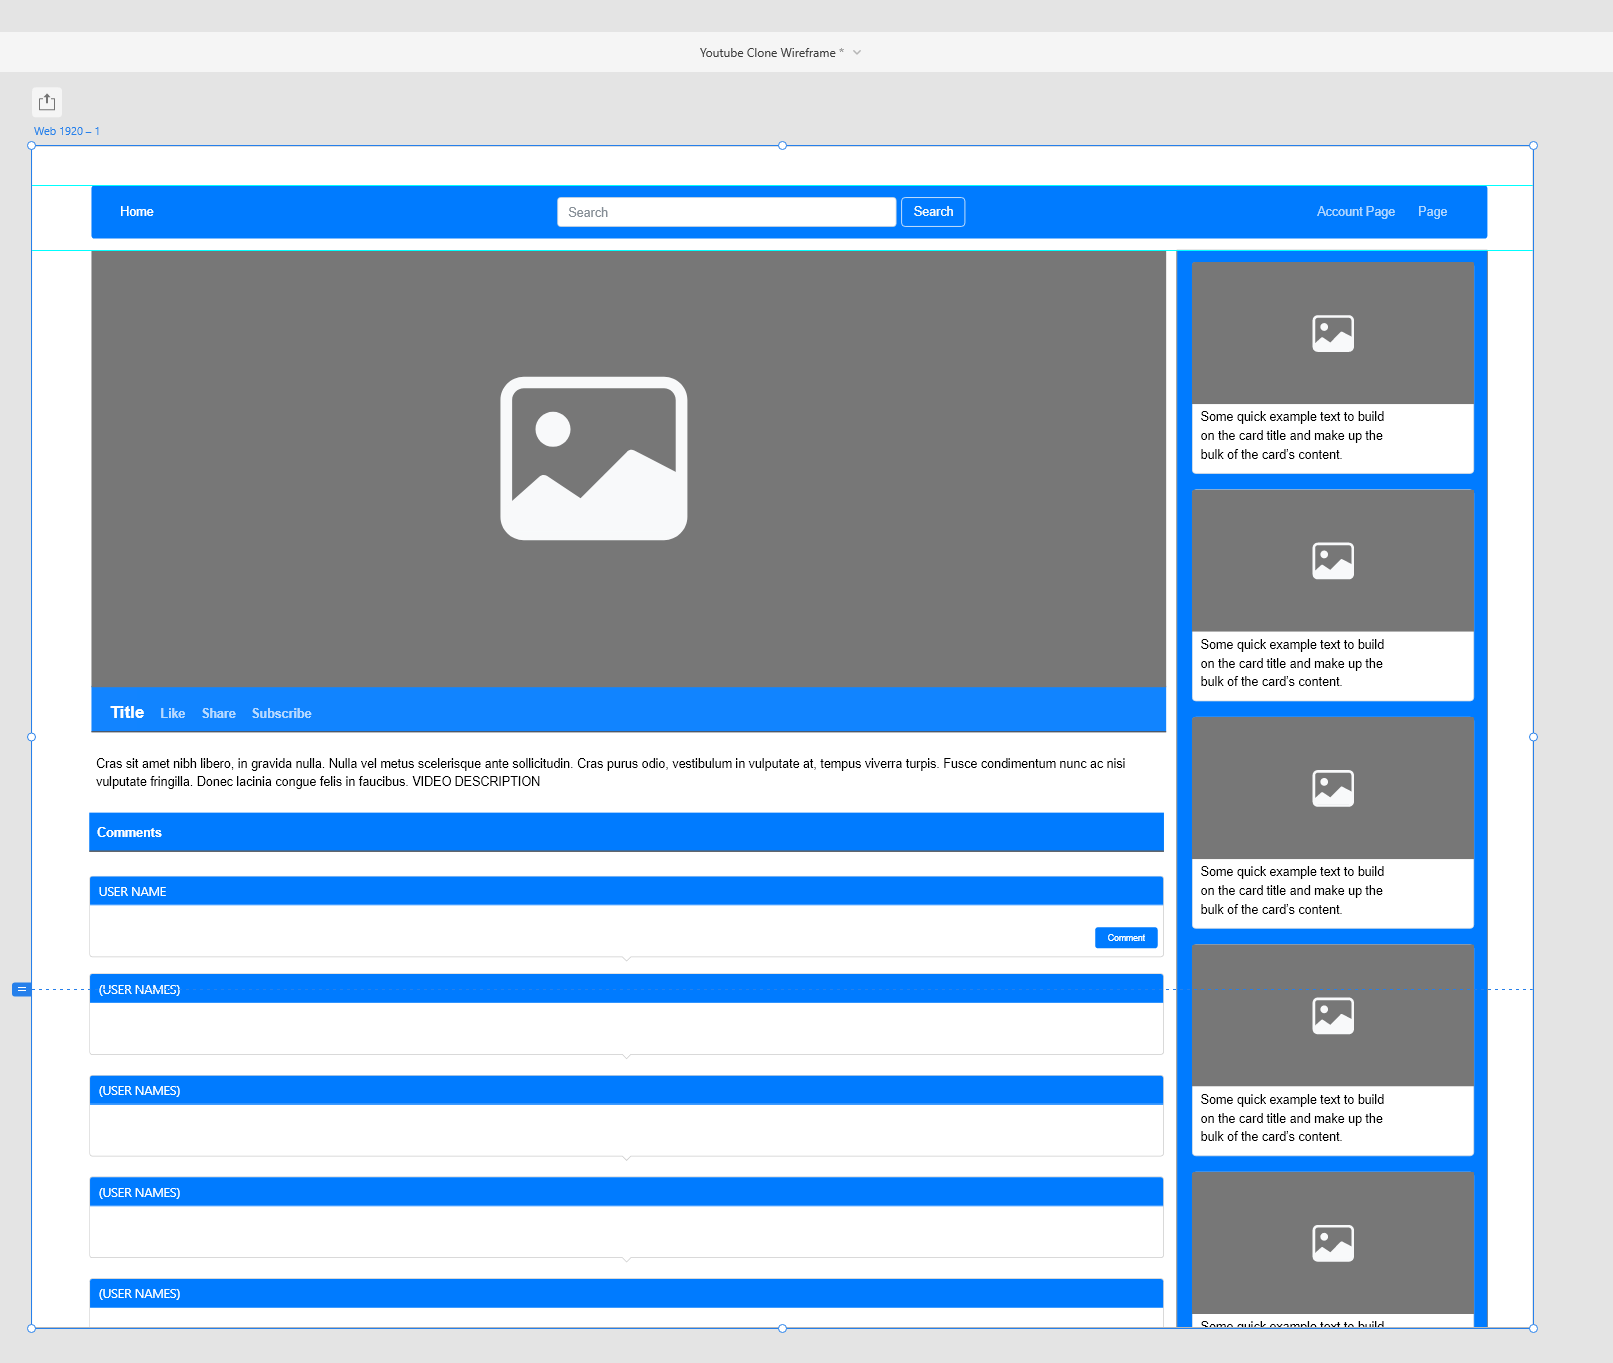 Youtube Clone Wireframe *
Web 1920 – 1
Home
Search
Search
Account Page
Page
Title
Like
Share
Subscribe
Cras sit amet nibh libero, in gravida nulla. Nulla vel metus scelerisque ante sollicitudin. Cras purus odio, vestibulum in vulputate at, tempus viverra turpis. Fusce condimentum nunc ac nisi
vulputate fringilla. Donec lacinia congue felis in faucibus. VIDEO DESCRIPTION
Comments
USER NAME
Comment
(USER NAMES)
(USER NAMES)
(USER NAMES)
(USER NAMES)
Some quick example text to build
on the card title and make up the
bulk of the card's content.
Some quick example text to build
on the card title and make up the
bulk of the card's content.
Some quick example text to build
on the card title and make up the
bulk of the card's content.
Some quick example text to build
on the card title and make up the
bulk of the card's content.
Some quick example text to build